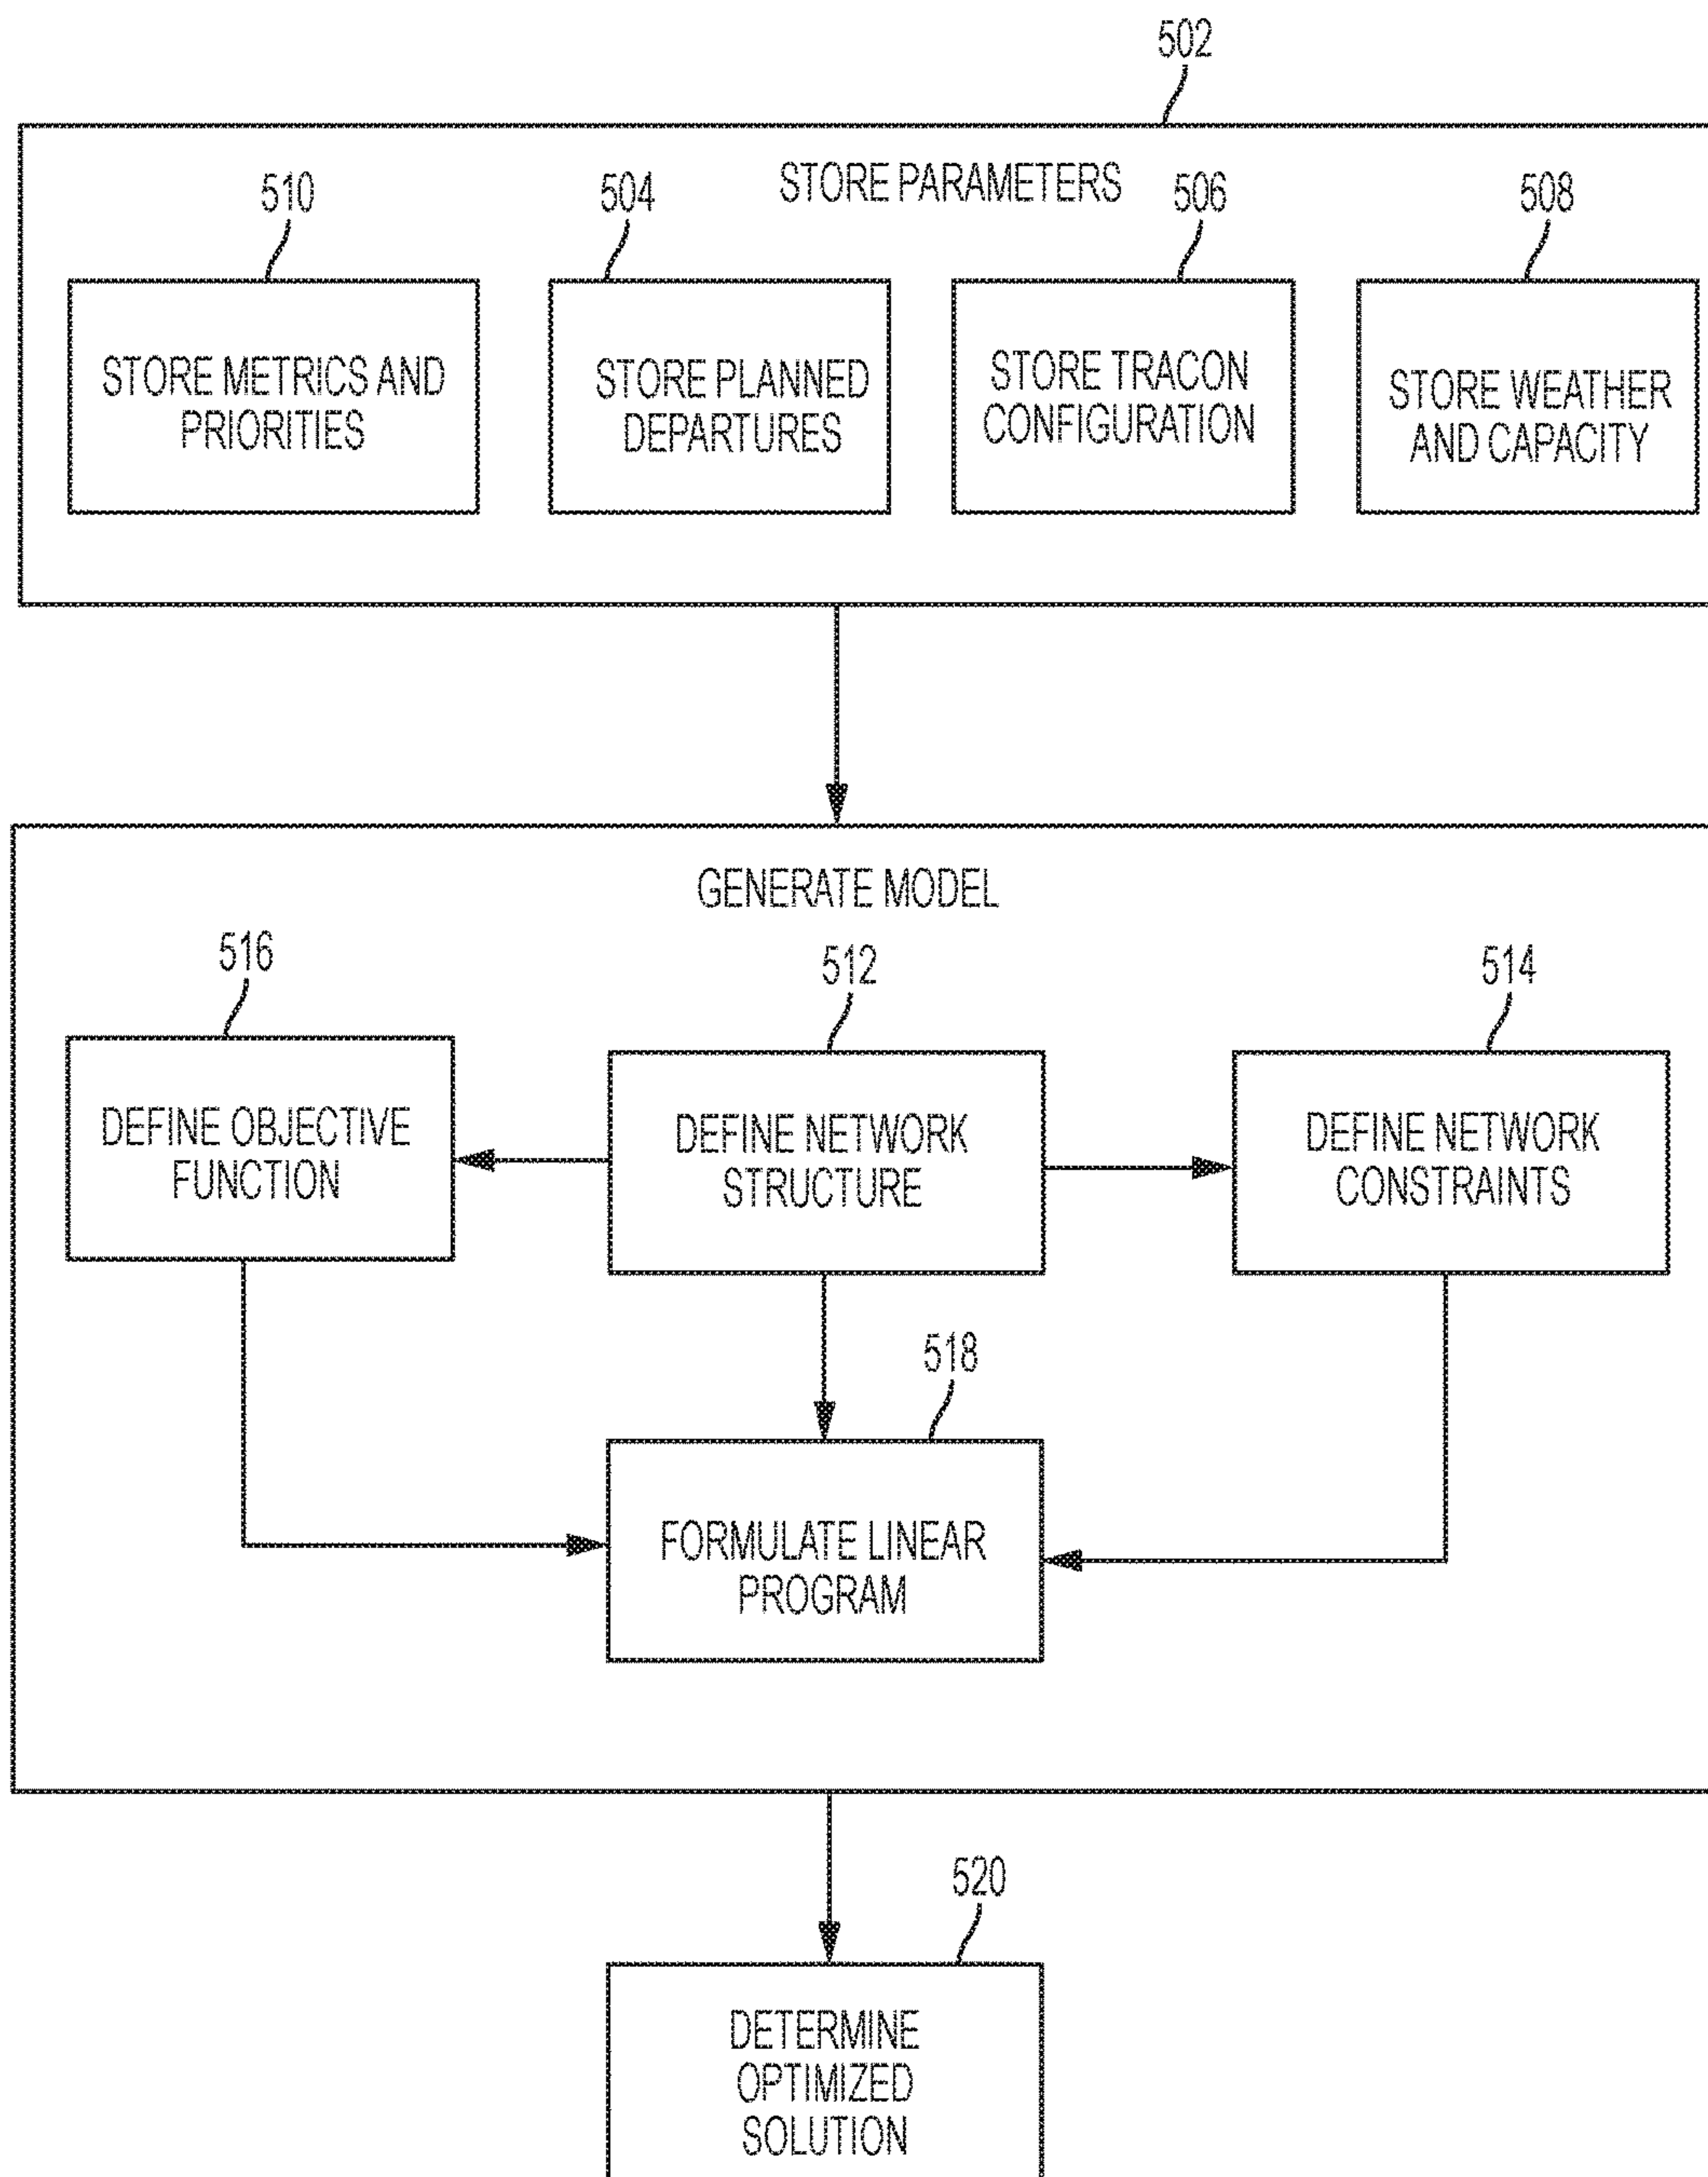 502
STORE PARAMETERS
510
504
506
508
STORE METRICS AND
PRIORITIES
STORE PLANNED
DEPARTURES
STORE TRACON
CONFIGURATION
STORE WEATHER
AND CAPACITY
GENERATE MODEL
516
512
514
DEFINE OBJECTIVE
FUNCTION
DEFINE NETWORK
STRUCTURE
DEFINE NETWORK
CONSTRAINTS
518
FORMULATE LINEAR
PROGRAM
520
DETERMINE
OPTIMIZED
SOLUTION